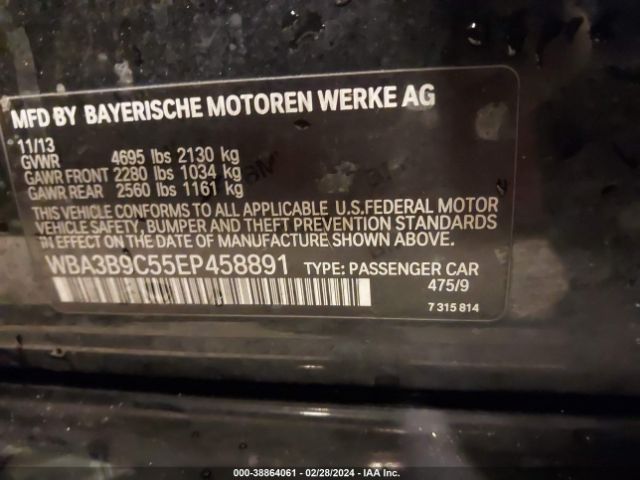 MFD BY BAYERISCHE MOTOREN WERKE AG
11/13
GVWR 4695 lbs 2130 kg
GAWR FRONT 2280 lbs 1034 kg
GAWR REAR 2560 lbs 1161 kg
THIS VEHICLE CONFORMS TO ALL APPLICABLE U.S.FEDERAL MOTOR
VEHICLE SAFETY, BUMPER AND THEFT PREVENTION STANDARDS
IN EFFECT ON THE DATE OF MANUFACTURE SHOWN ABOVE.
WBA3B9C55EP458891 TYPE: PASSENGER CAR
475/9
7 315 814
000-38864061 - 02/28/2024 - IAA Inc.